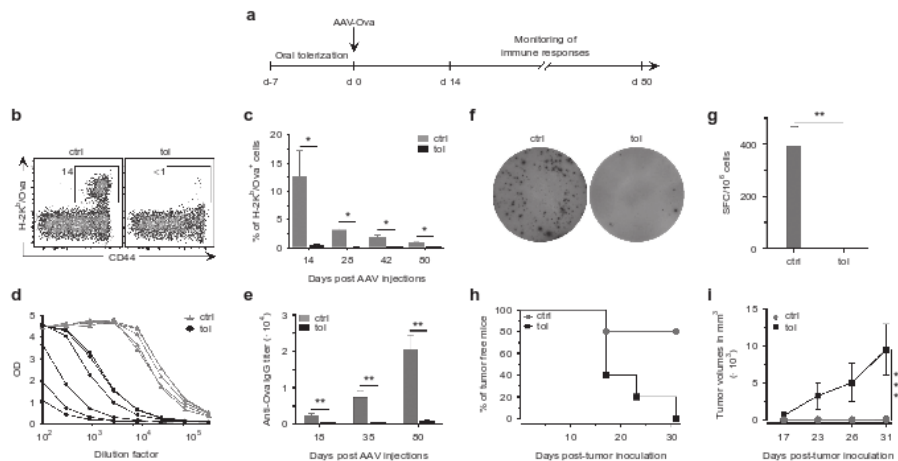 a
AAV-Ova
Oral tolerization
Monitoring of
immune responses
d-7
d 0
d 14
d 80
b
ctrl
tol
14
<1
H-2Kᵇ/Ova
CD44
c
ctrl
tol
% of H-2Kᵇ/Ova⁺ cells
20
15
10
5
0
*
*
*
*
14
28
42
80
Days post AAV injections
f
ctrl
tol
g
**
SFC/10⁶ cells
400
200
0
ctrl
tol
d
ctrl
tol
OD
5
4
3
2
1
0
10²
10³
10⁴
10⁵
Dilution factor
e
ctrl
tol
Anti-Ova IgG titer (·10⁴)
3
2
1
0
**
**
**
18
35
80
Days post AAV injections
h
ctrl
tol
% of tumor free mice
100
80
60
40
20
0
10
20
30
Days post-tumor inoculation
i
ctrl
tol
Tumor volumes in mm³
(·10³)
15
10
5
0
***
17
23
26
31
Days post-tumor inoculation